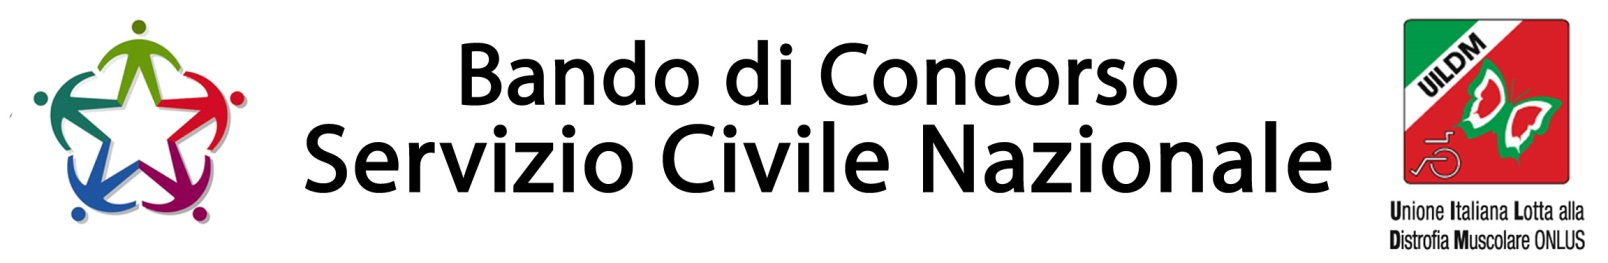 Bando di Concorso
Servizio Civile Nazionale
UILDM
Unione Italiana Lotta alla
Distrofia Muscolare ONLUS